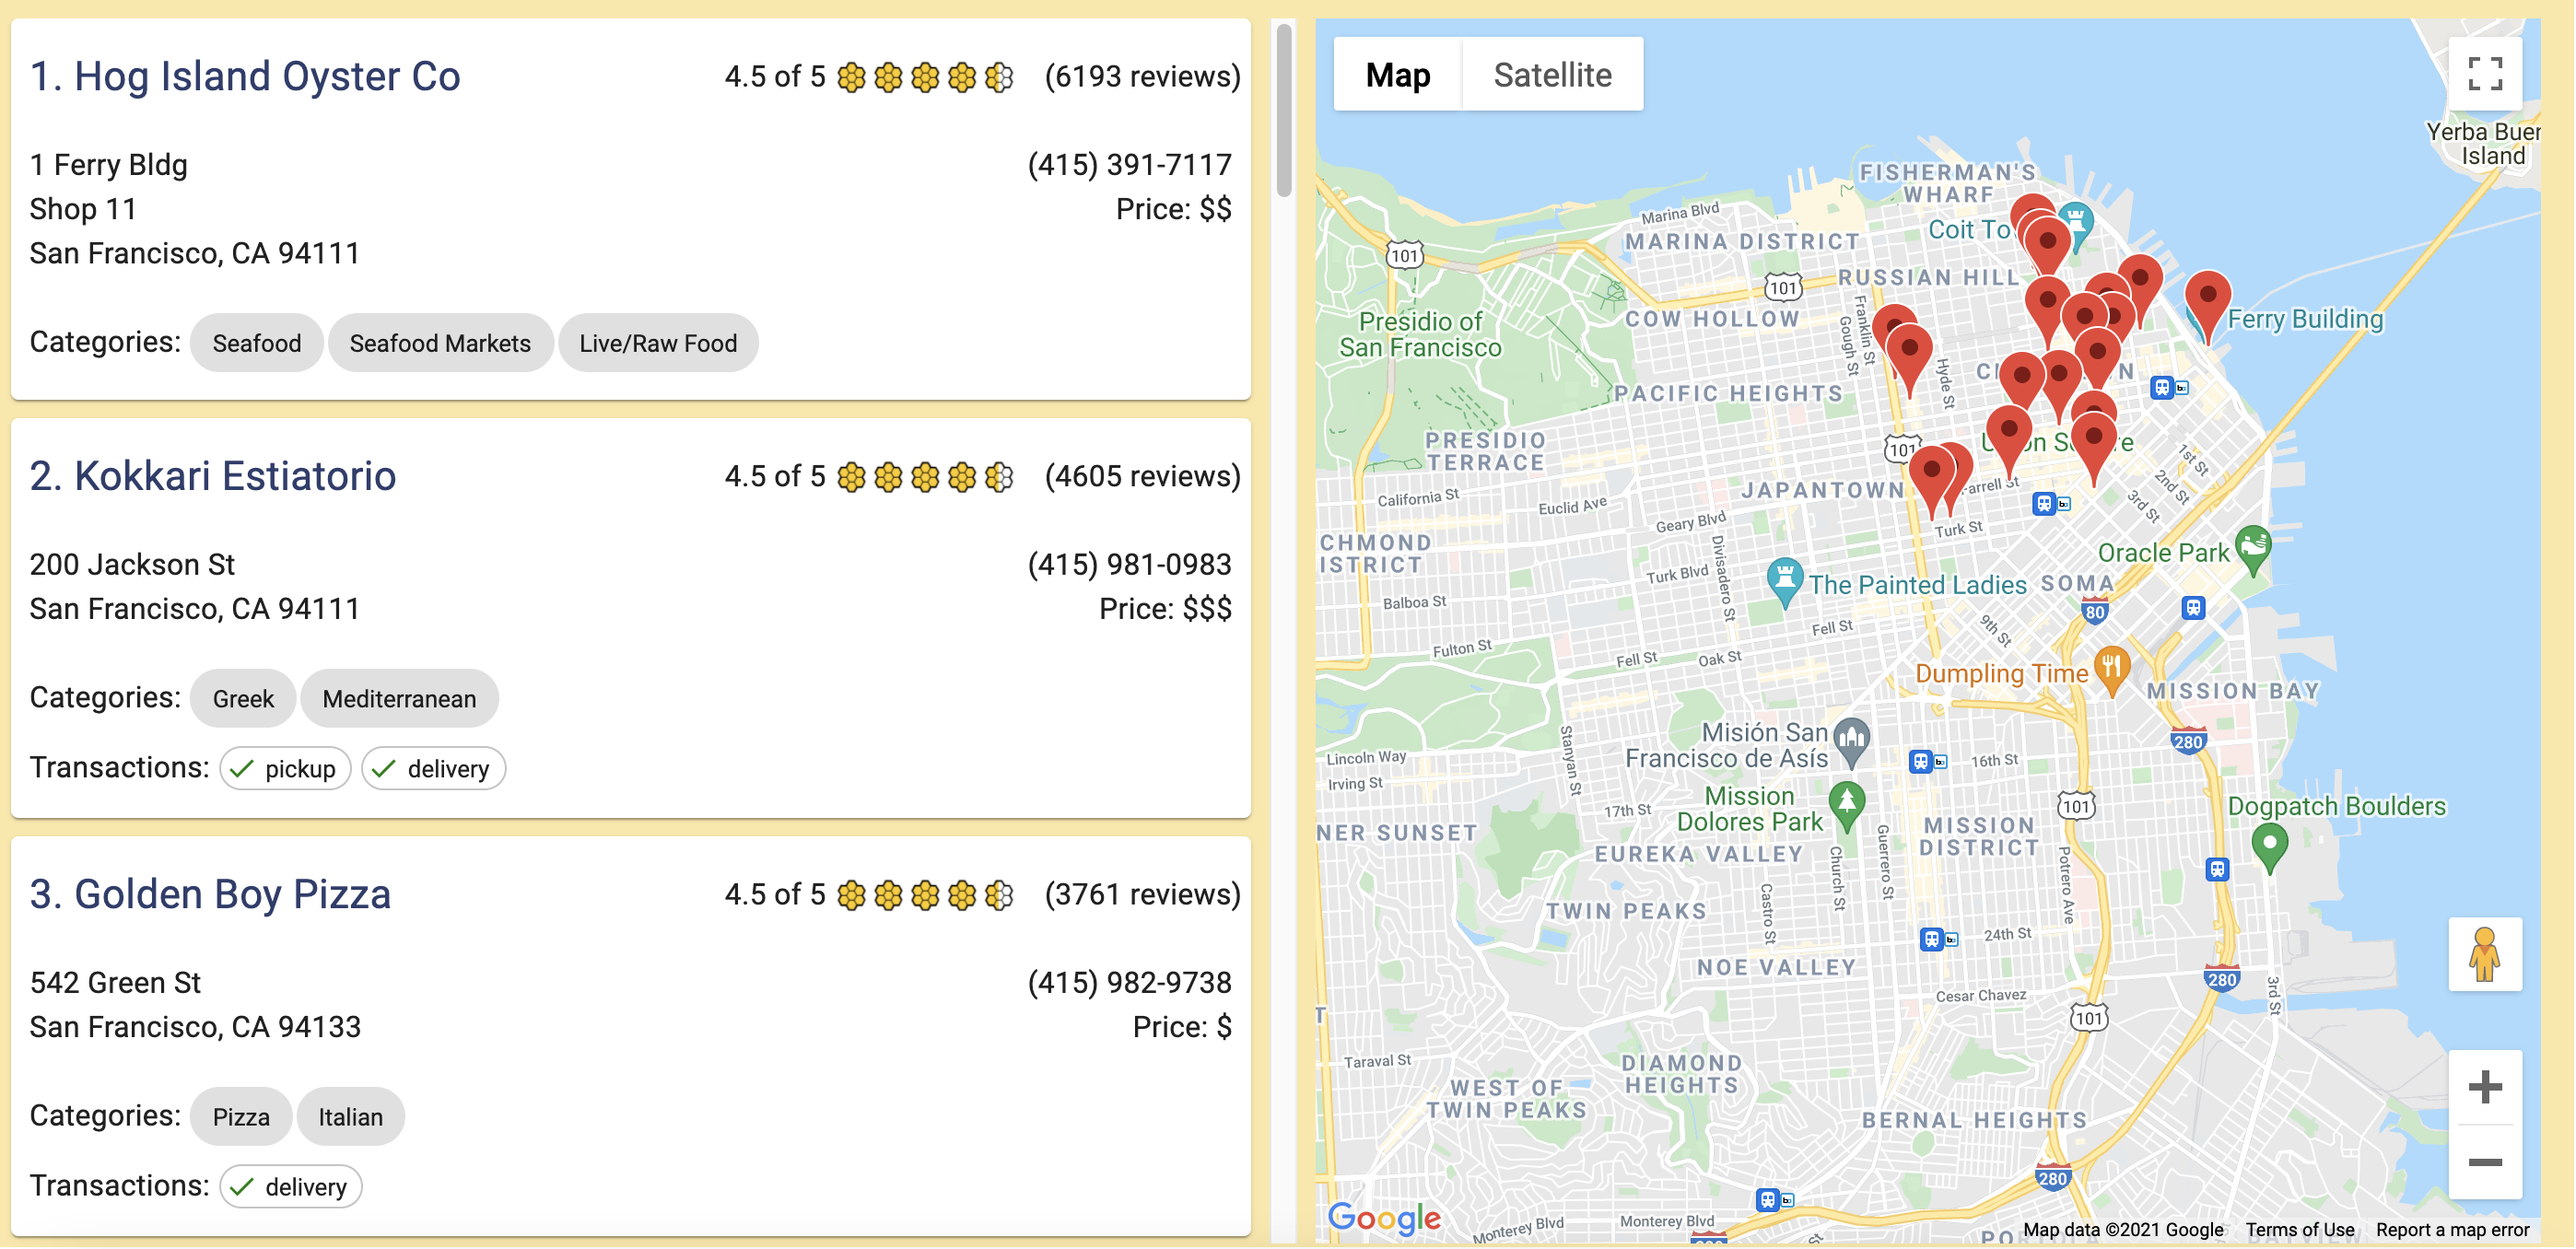 1. Hog Island Oyster Co
4.5 of 5 (6193 reviews)
1 Ferry Bldg
Shop 11
San Francisco, CA 94111
(415) 391-7117
Price: $$
Categories: Seafood Seafood Markets Live/Raw Food
2. Kokkari Estiatorio
4.5 of 5 (4605 reviews)
200 Jackson St
San Francisco, CA 94111
(415) 981-0983
Price: $$$
Categories: Greek Mediterranean
Transactions: pickup delivery
3. Golden Boy Pizza
4.5 of 5 (3761 reviews)
542 Green St
San Francisco, CA 94133
(415) 982-9738
Price: $
Categories: Pizza Italian
Transactions: delivery
Map Satellite
Yerba Buer
Island
FISHERMAN'S
WHARF
Marina Blvd
Coit To
MARINA DISTRICT
101
RUSSIAN HILL
101
COW HOLLOW
Franklin St
Gough St
Ferry Building
Presidio of
San Francisco
Hyde St
PACIFIC HEIGHTS
PRESIDIO
TERRACE
101
1st St
2nd St
3rd St
California St
JAPANTOWN
Farrell St
Euclid Ave
Geary Blvd
Turk St
CHMOND
ISTRICT
Divisadero St
Oracle Park
Turk Blvd
The Painted Ladies
SOMA
80
Balboa St
Fell St
9th St
Fulton St
Fell St
Oak St
Dumpling Time
MISSION BAY
Stanyan St
Misión San
Francisco de Asís
280
Lincoln Way
Irving St
16th St
Mission
Dolores Park
17th St
101
Dogpatch Boulders
NER SUNSET
MISSION
DISTRICT
EUREKA VALLEY
Church St
Guerrero St
Potrero Ave
Castro St
TWIN PEAKS
24th St
NOE VALLEY
280
3rd St
Cesar Chavez
101
Taraval St
DIAMOND
HEIGHTS
WEST OF
TWIN PEAKS
BERNAL HEIGHTS
280
Google
Monterey Blvd
Monterey Blvd
Map data ©2021 Google Terms of Use Report a map error